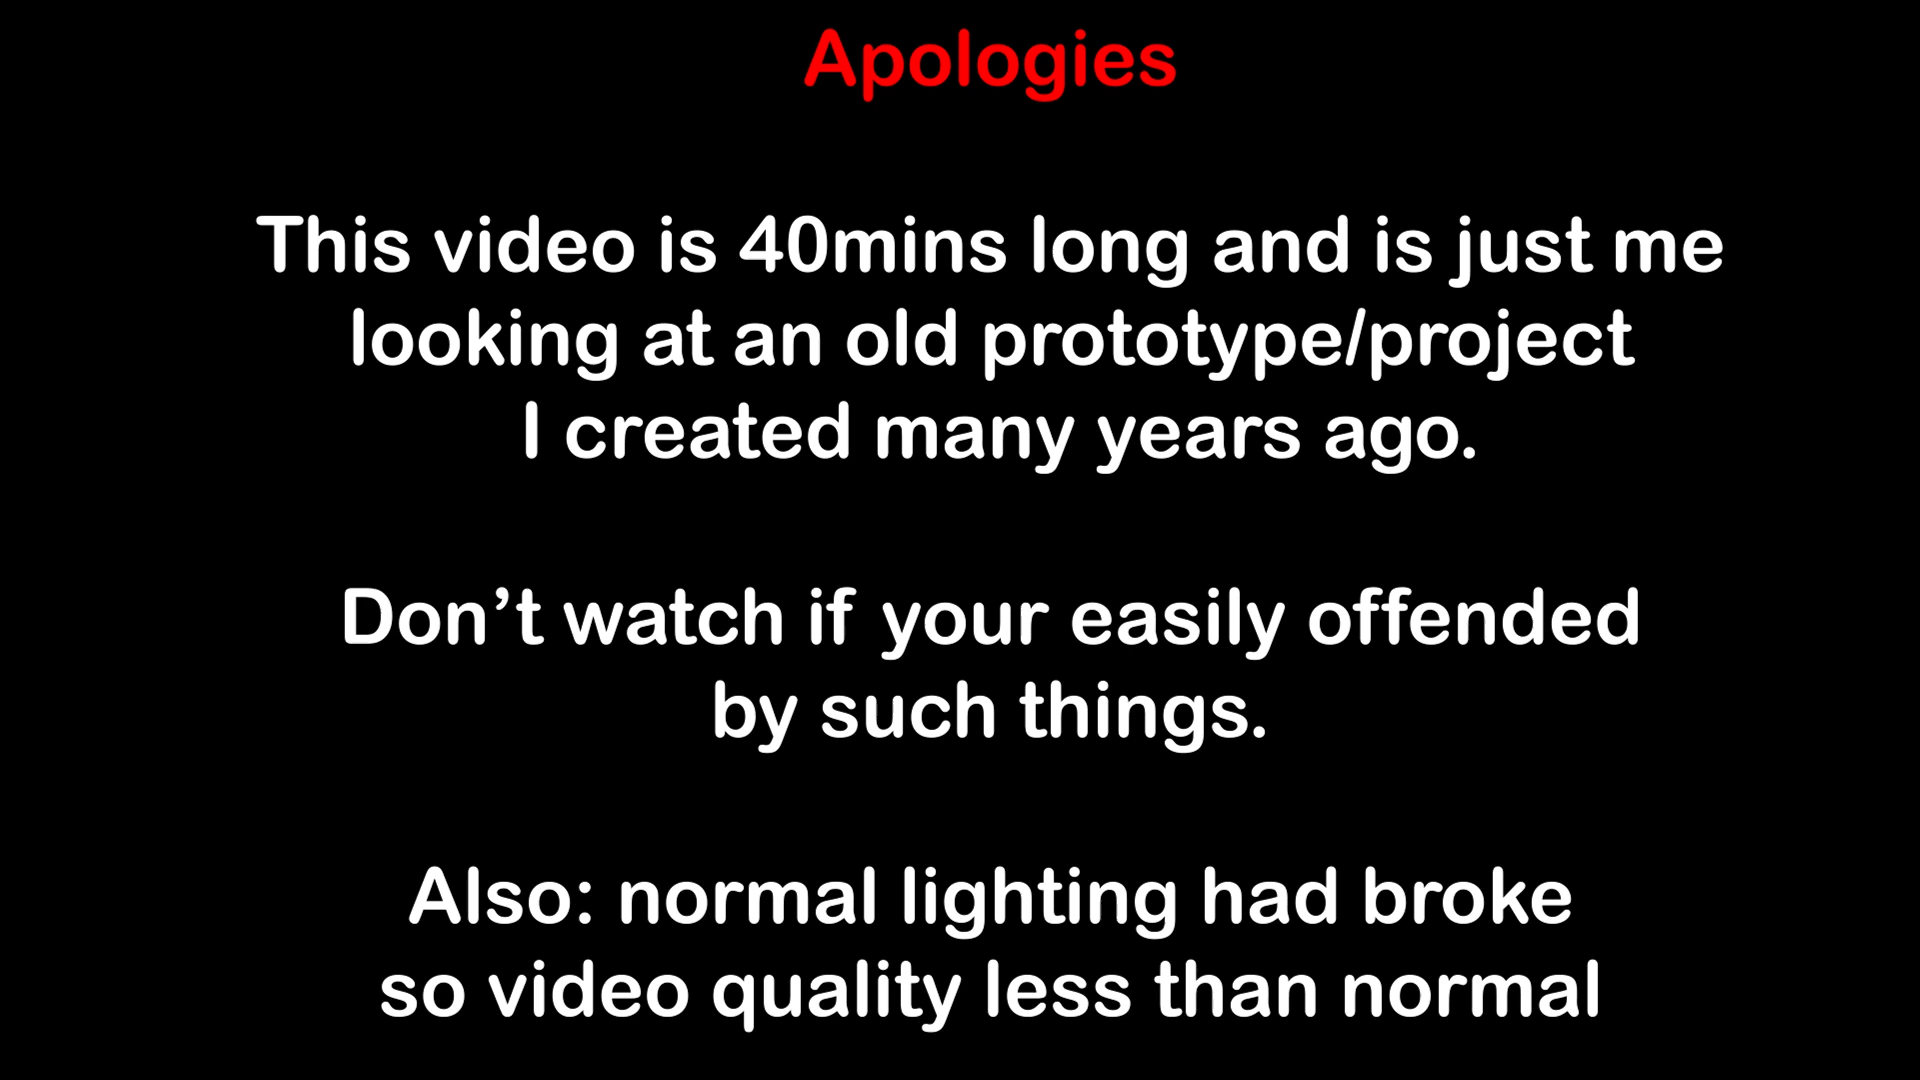 Apologies
This video is 40mins long and is just me
looking at an old prototype/project
I created many years ago.
Don’t watch if your easily offended
by such things.
Also: normal lighting had broke
so video quality less than normal